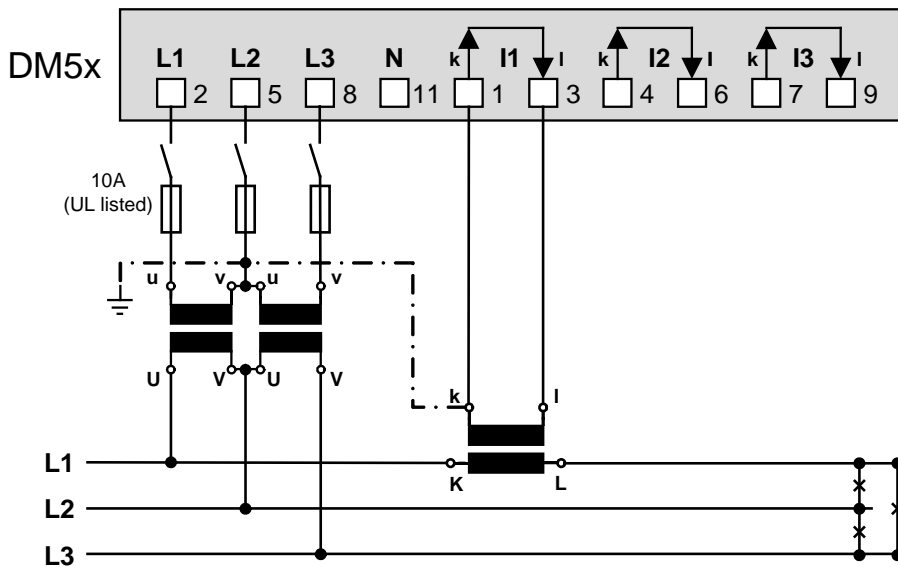 DM5x
L1 L2 L3 N k I1 l k I2 l k I3 l
2 5 8 11 1 3 4 6 7 9
10A
(UL listed)
u v u v
U V U V
k l
L1
K L
L2
L3